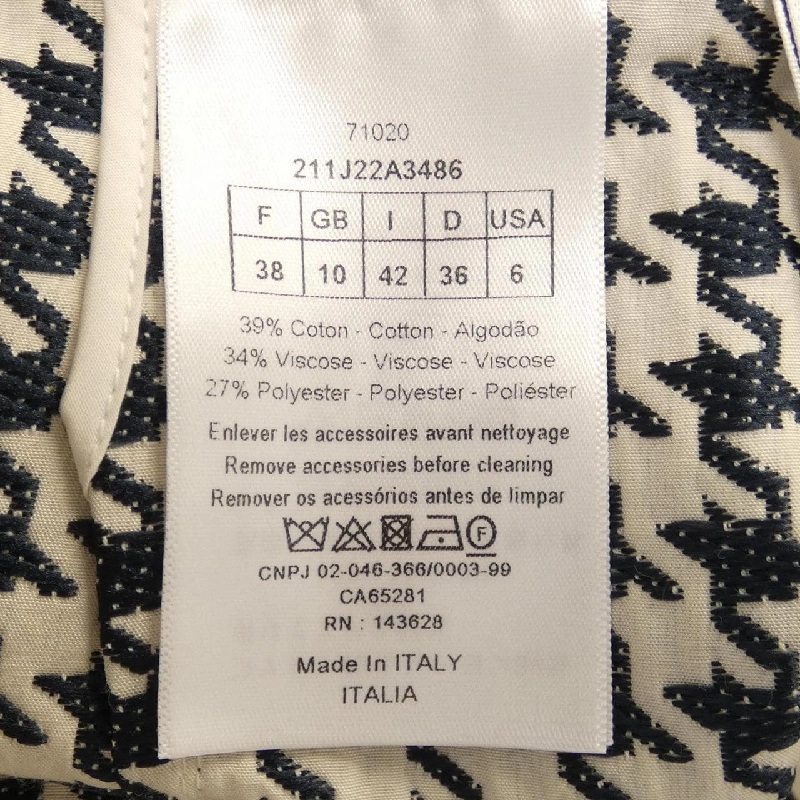 71020
211J22A3486
F GB I D USA
38 10 42 36 6
39% Coton - Cotton - Algodão
34% Viscose - Viscose - Viscose
27% Polyester - Polyester - Poliéster
Enlever les accessoires avant nettoyage
Remove accessories before cleaning
Remover os acessórios antes de limpar
F
CNPJ 02-046-366/0003-99
CA65281
RN : 143628
Made In ITALY
ITALIA